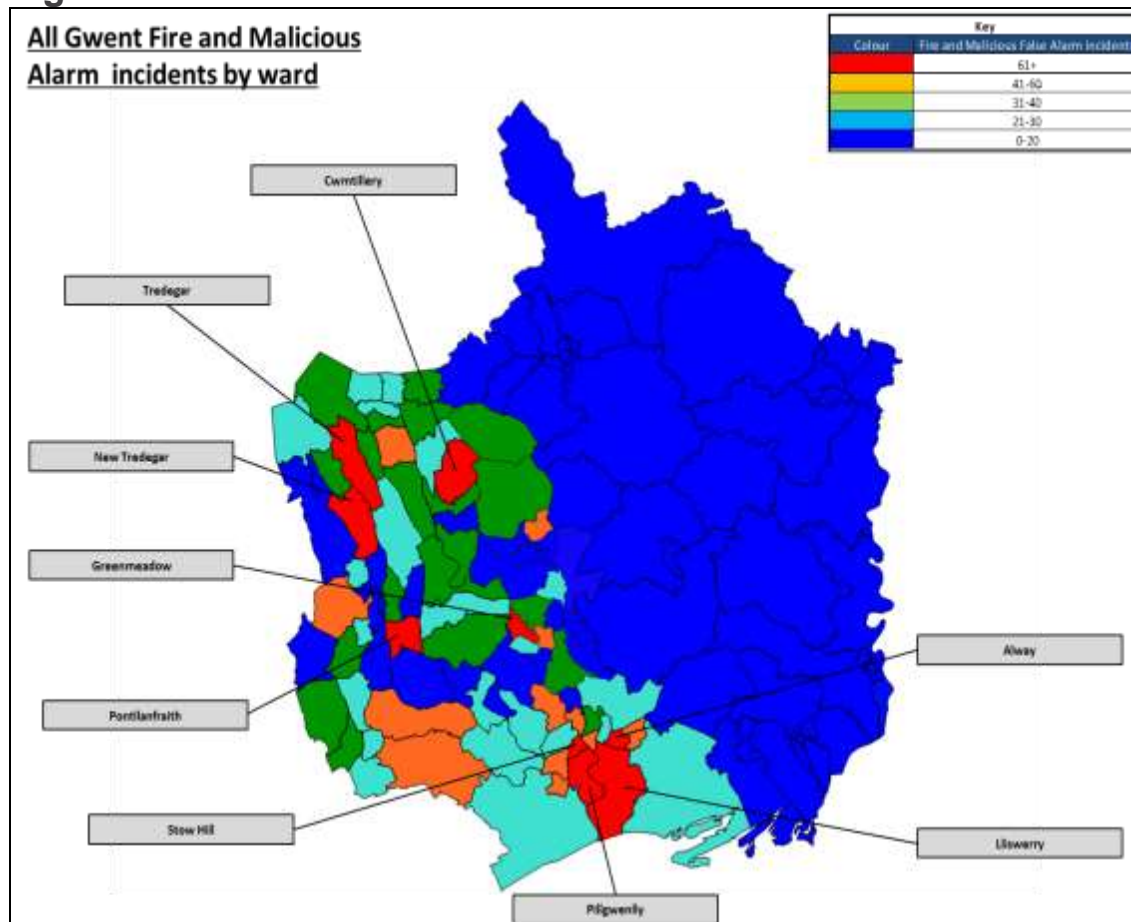 All Gwent Fire and Malicious
Alarm incidents by ward
Key
Colour Fire and Malicious False Alarm Incidents
61+
41-60
31-40
21-30
0-20
Cwmtillery
Tredegar
New Tredegar
Greenmeadow
Alway
Pontllanfraith
Stow Hill
Lliswerry
Pillgwenlly